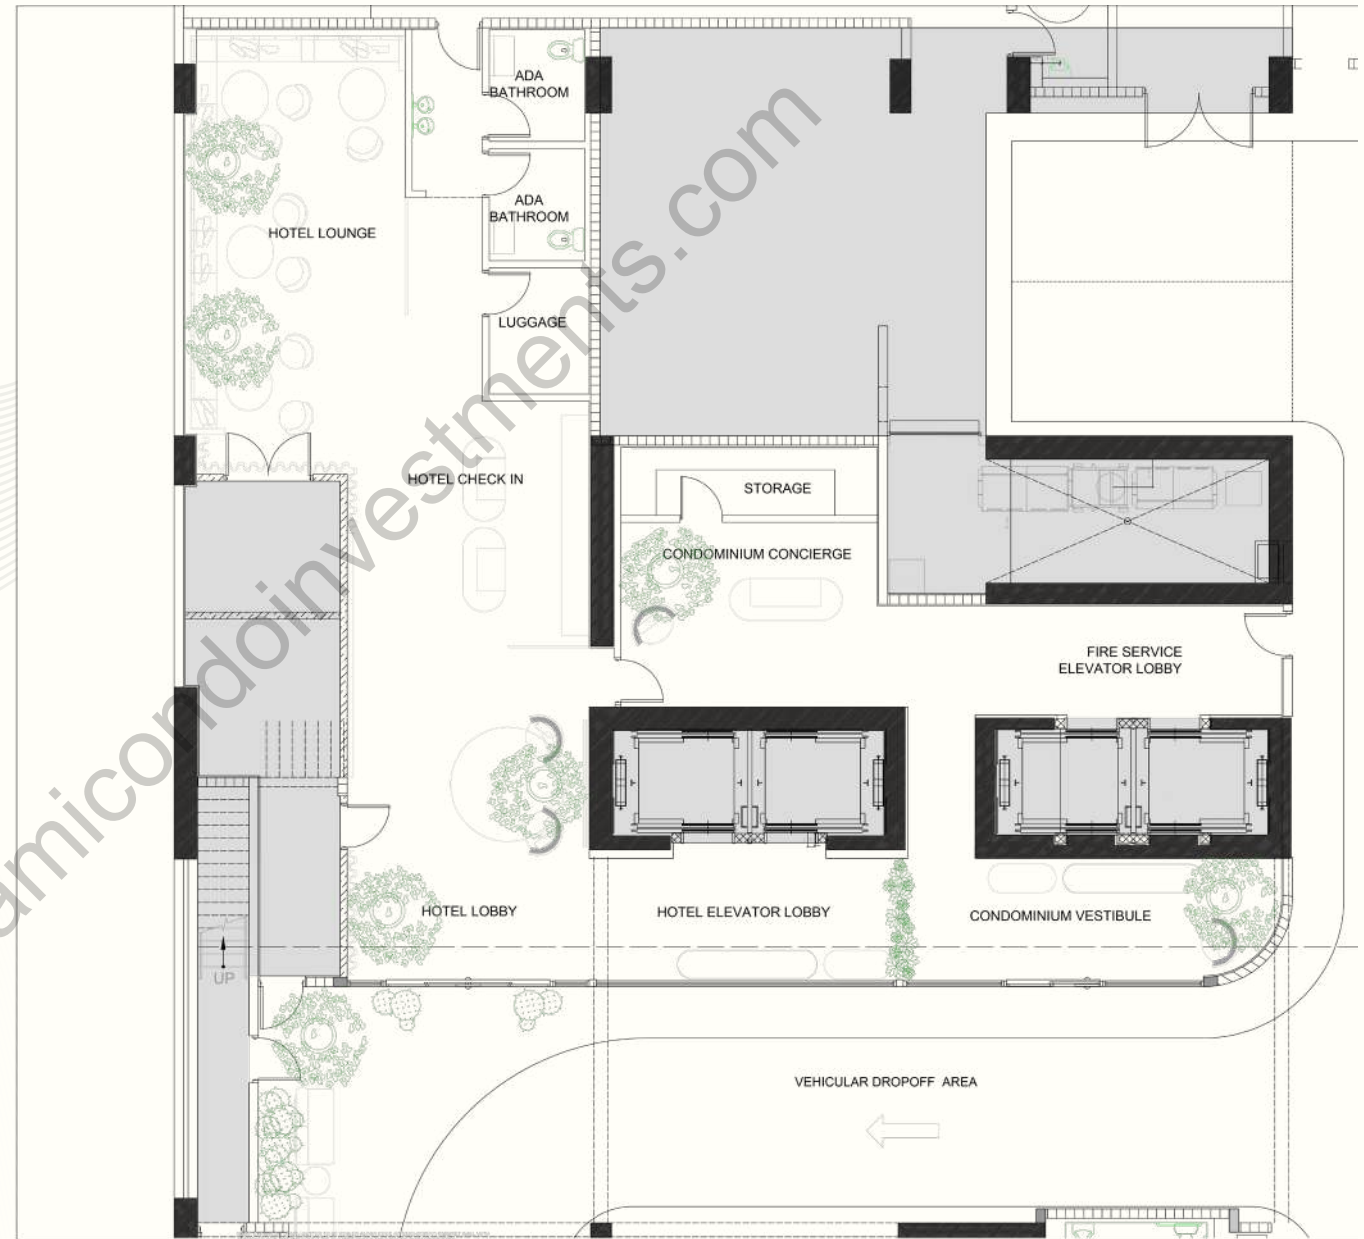 ADA
BATHROOM
ADA
BATHROOM
HOTEL LOUNGE
LUGGAGE
HOTEL CHECK IN
STORAGE
CONDOMINIUM CONCIERGE
FIRE SERVICE
ELEVATOR LOBBY
HOTEL LOBBY
HOTEL ELEVATOR LOBBY
CONDOMINIUM VESTIBULE
UP
VEHICULAR DROPOFF AREA
amicondoinvestments.com